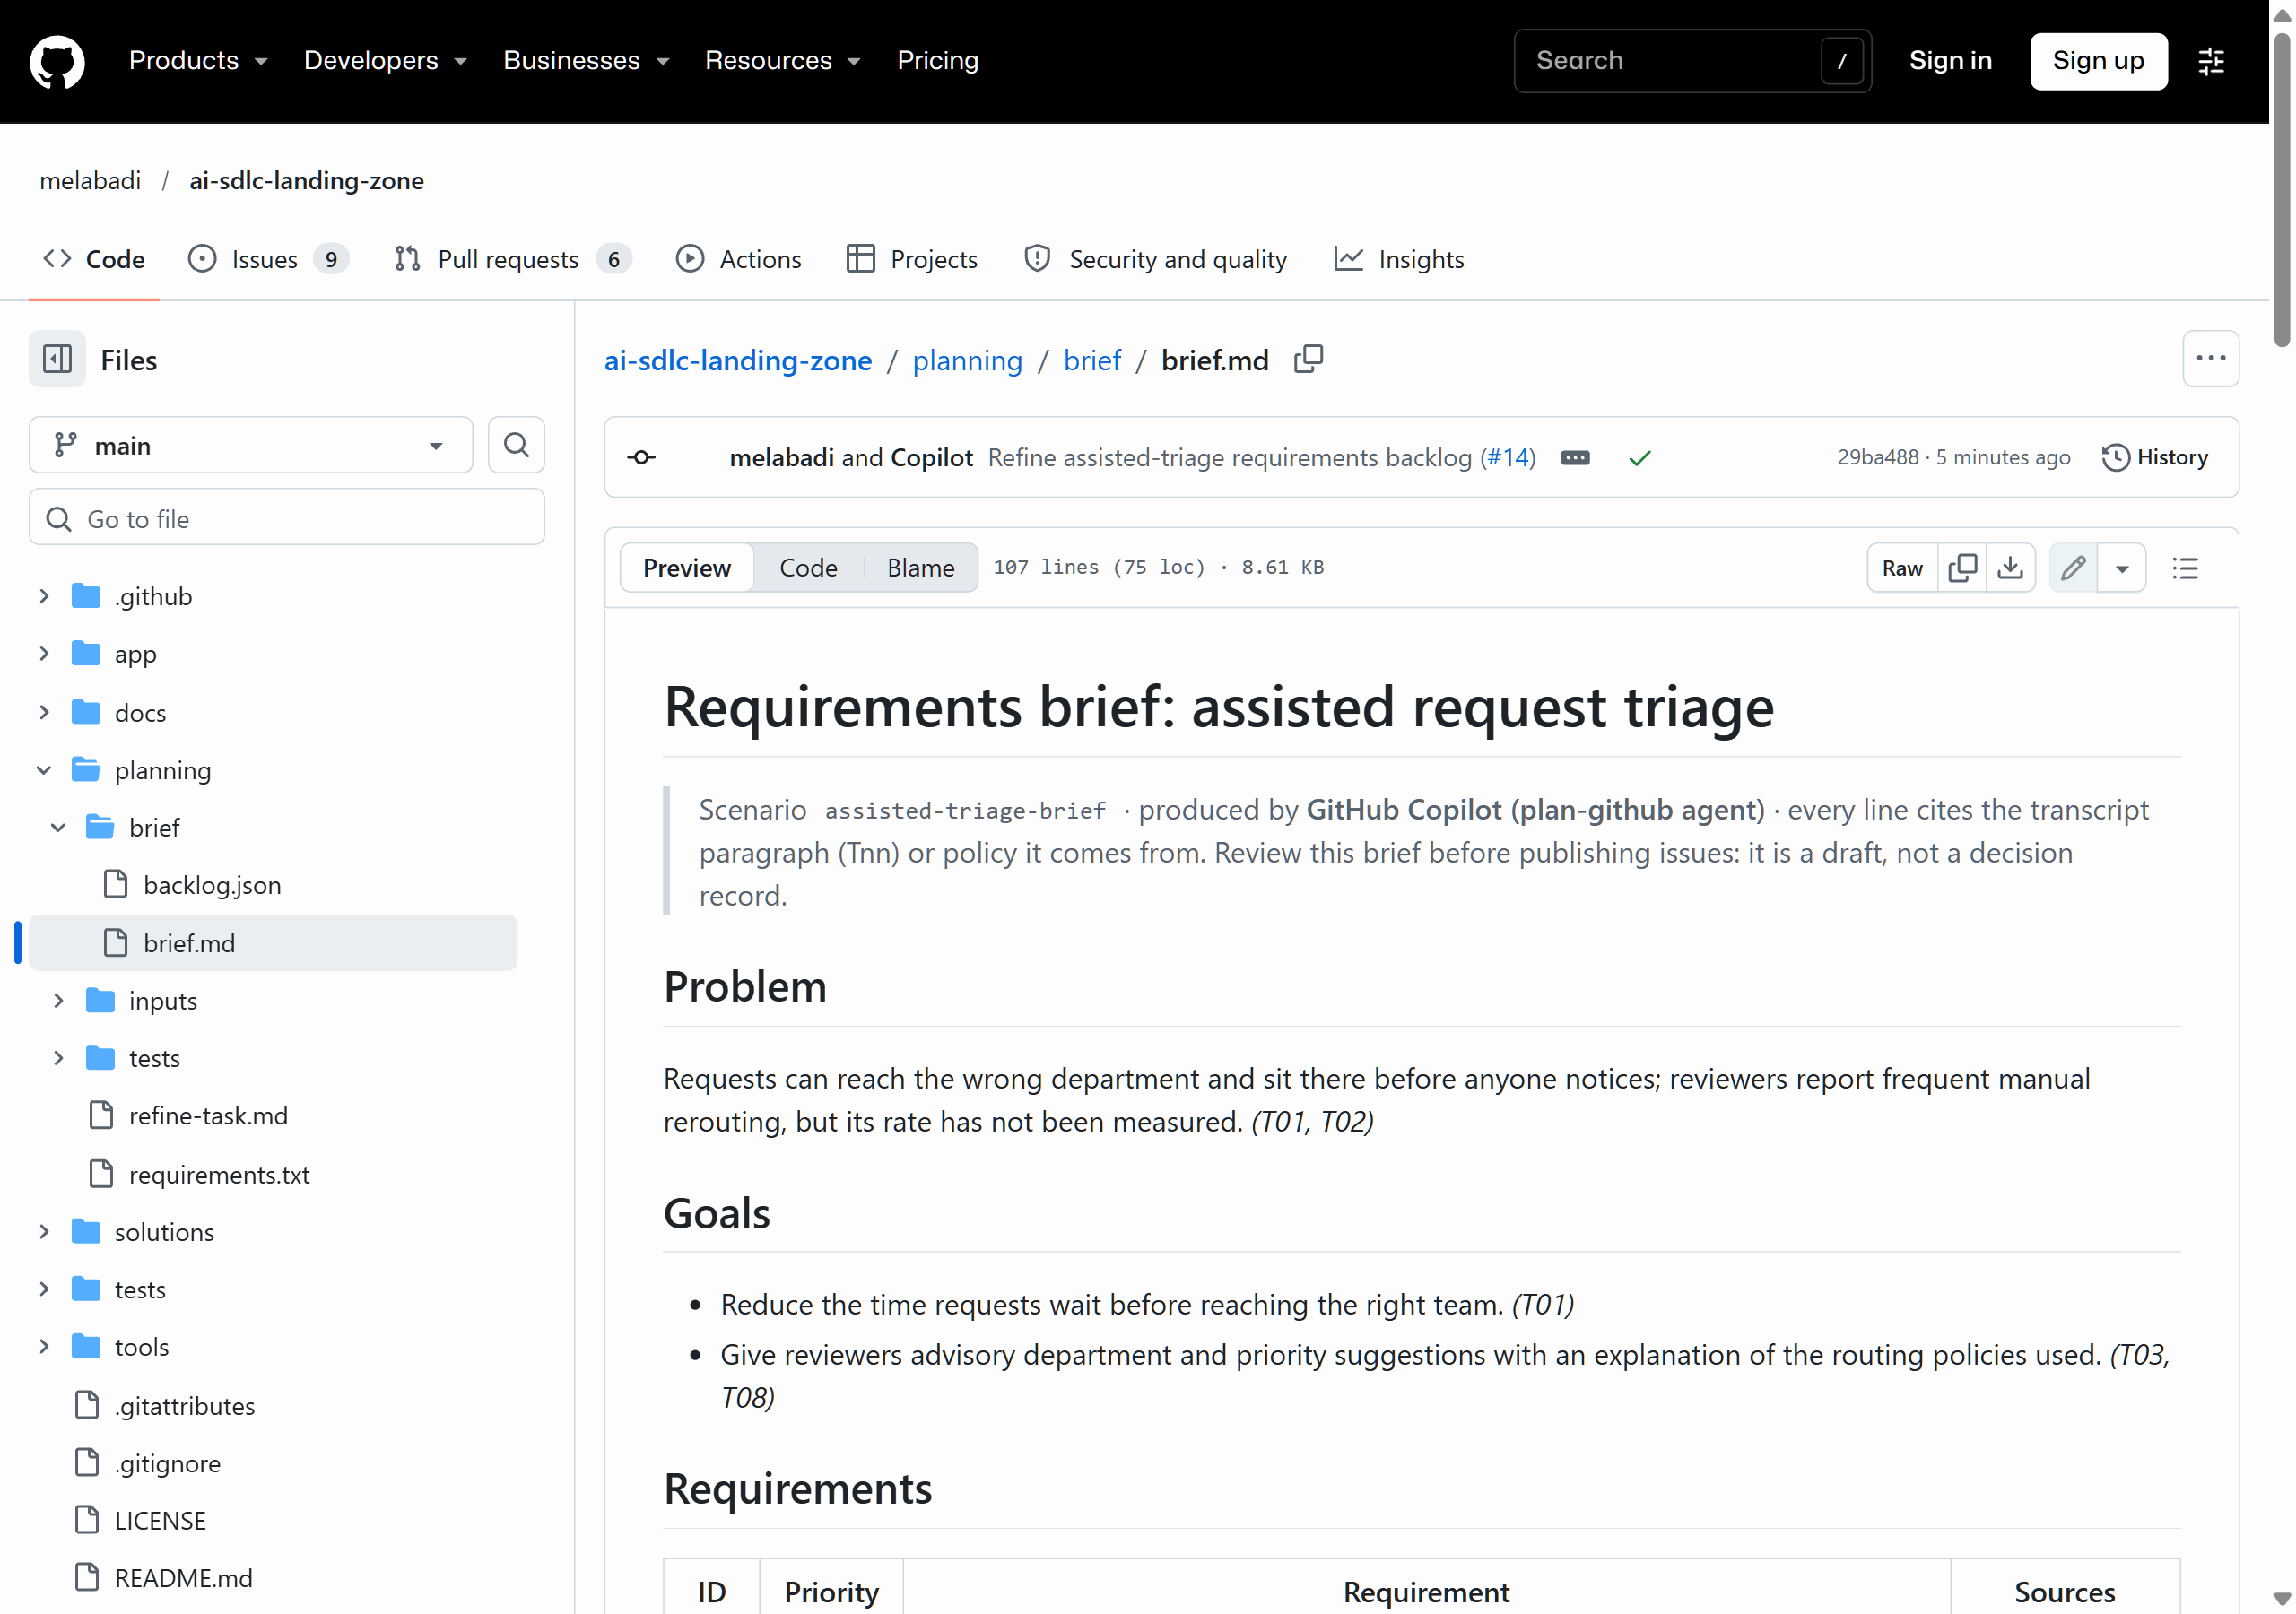 Products Developers Businesses Resources Pricing Search / Sign in Sign up
melabadi / ai-sdlc-landing-zone
Code Issues 9 Pull requests 6 Actions Projects Security and quality Insights
Files
main
Go to file
.github
app
docs
planning
brief
backlog.json
brief.md
inputs
tests
refine-task.md
requirements.txt
solutions
tests
tools
.gitattributes
.gitignore
LICENSE
README.md
ai-sdlc-landing-zone / planning / brief / brief.md
melabadi and Copilot Refine assisted-triage requirements backlog (#14) 29ba488 · 5 minutes ago History
Preview Code Blame 107 lines (75 loc) · 8.61 KB Raw
Requirements brief: assisted request triage
Scenario assisted-triage-brief · produced by GitHub Copilot (plan-github agent) · every line cites the transcript
paragraph (Tnn) or policy it comes from. Review this brief before publishing issues: it is a draft, not a decision
record.
Problem
Requests can reach the wrong department and sit there before anyone notices; reviewers report frequent manual
rerouting, but its rate has not been measured. (T01, T02)
Goals
• Reduce the time requests wait before reaching the right team. (T01)
• Give reviewers advisory department and priority suggestions with an explanation of the routing policies used. (T03,
T08)
Requirements
ID Priority Requirement Sources